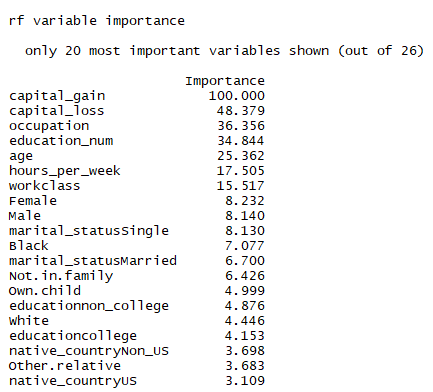 rf variable importance
only 20 most important variables shown (out of 26)
Importance
capital_gain 100.000
capital_loss 48.379
occupation 36.356
education_num 34.844
age 25.362
hours_per_week 17.505
workclass 15.517
Female 8.232
Male 8.140
marital_statusSingle 8.130
Black 7.077
marital_statusMarried 6.700
Not.in.family 6.426
Own.child 4.999
educationnon_college 4.876
White 4.446
educationcollege 4.153
native_countryNon_US 3.698
Other.relative 3.683
native_countryUS 3.109